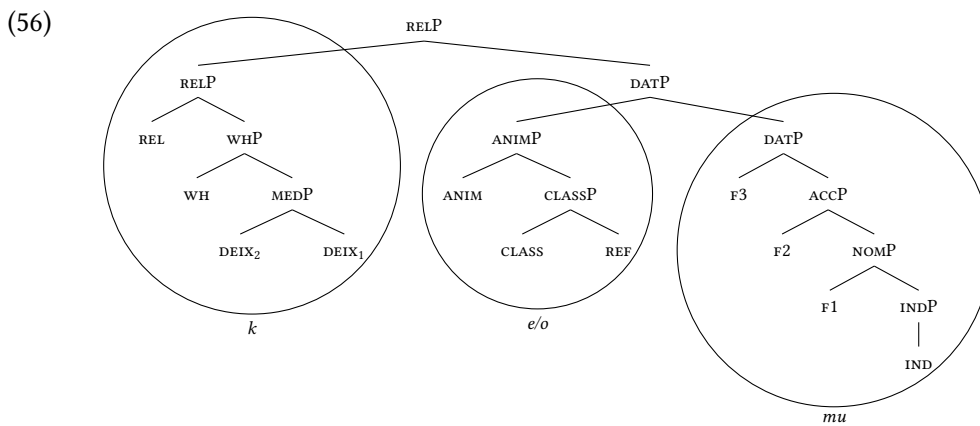 (56)
RELP
RELP DATP
REL WHP ANIMP DATP
WH MEDP ANIM CLASSP F3 ACCP
DEIX₂ DEIX₁ CLASS REF F2 NOMP
F1 INDP
k e/o
IND
mu